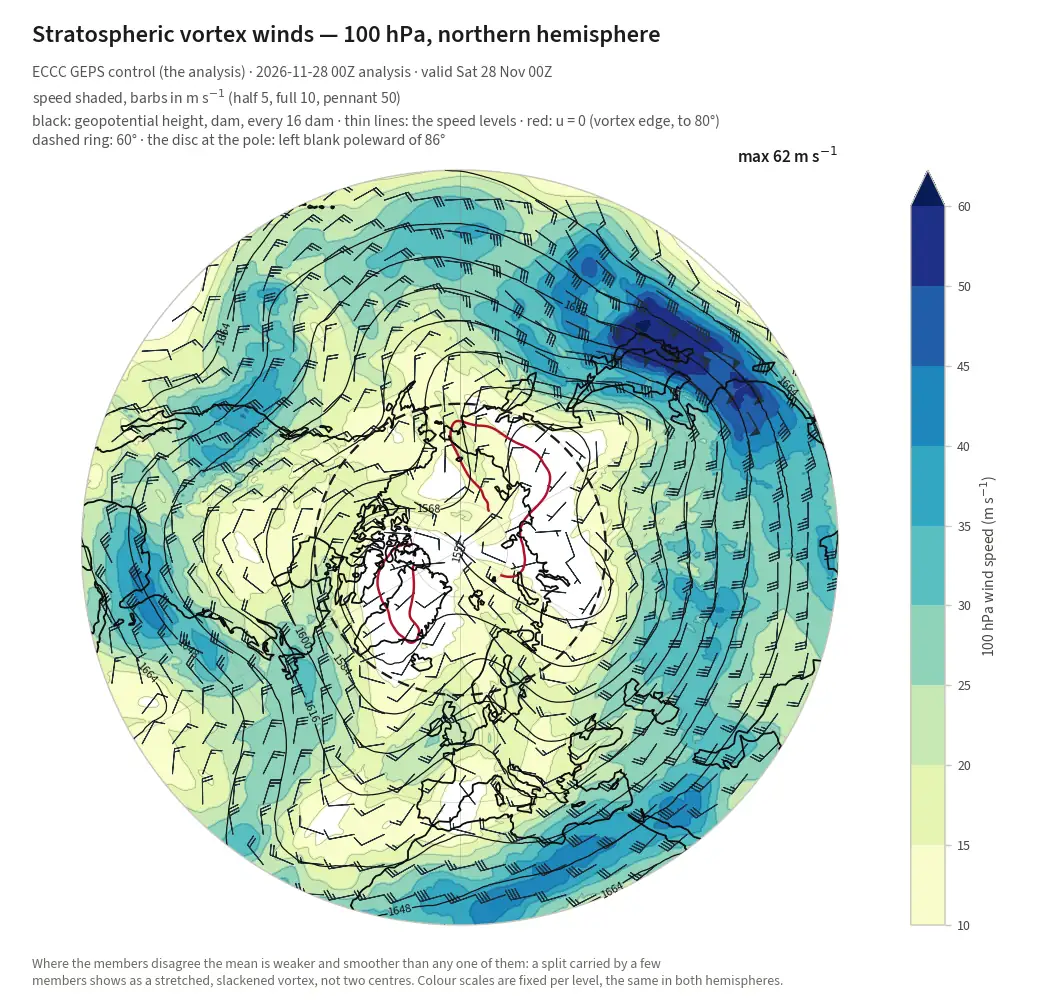 Stratospheric vortex winds — 100 hPa, northern hemisphere
ECCC GEPS control (the analysis) · 2026-11-28 00Z analysis · valid Sat 28 Nov 00Z
speed shaded, barbs in m s⁻¹ (half 5, full 10, pennant 50)
black: geopotential height, dam, every 16 dam · thin lines: the speed levels · red: u = 0 (vortex edge, to 80°)
dashed ring: 60° · the disc at the pole: left blank poleward of 86°
max 62 m s⁻¹
60
50
45
40
35
30
25
20
15
10
100 hPa wind speed (m s⁻¹)
1664
1664
1568
1600
1616
1664
1648
1664
Where the members disagree the mean is weaker and smoother than any one of them: a split carried by a few
members shows as a stretched, slackened vortex, not two centres. Colour scales are fixed per level, the same in both hemispheres.